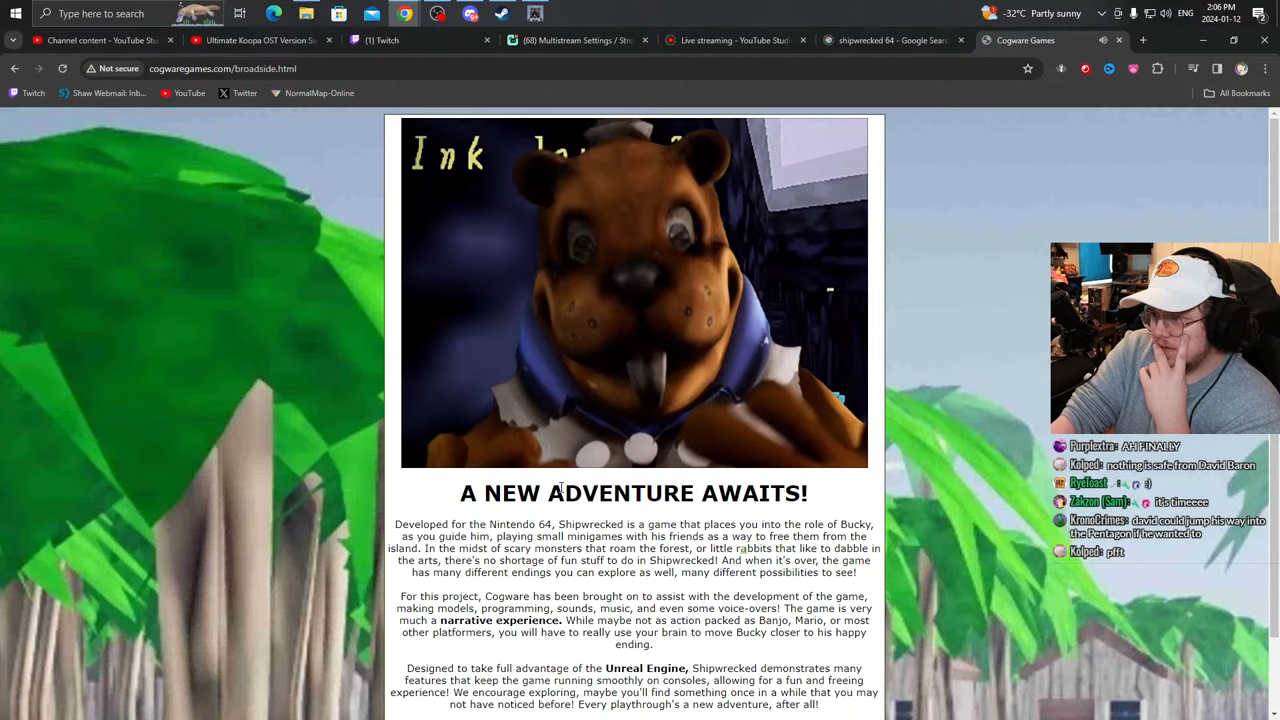 Type here to search
-32°C Partly sunny
ENG
2:06 PM
2024-01-12
2
Channel content - YouTube Stu
Ultimate Koopa OST Version Su
(1) Twitch
(68) Multistream Settings / Stre
Live streaming - YouTube Studi
shipwrecked 64 - Google Searc
Cogware Games
Not secure
cogwaregames.com/broadside.html
Twitch
Shaw Webmail: Inb...
YouTube
Twitter
NormalMap-Online
All Bookmarks
Ink
A NEW ADVENTURE AWAITS!
Developed for the Nintendo 64, Shipwrecked is a game that places you into the role of Bucky,
as you guide him, playing small minigames with his friends as a way to free them from the
island. In the midst of scary monsters that roam the forest, or little rabbits that like to dabble in
the arts, there's no shortage of fun stuff to do in Shipwrecked! And when it's over, the game
has many different endings you can explore as well, many different possibilities to see!
For this project, Cogware has been brought on to assist with the development of the game,
making models, programming, sounds, music, and even some voice-overs! The game is very
much a narrative experience. While maybe not as action packed as Banjo, Mario, or most
other platformers, you will have to really use your brain to move Bucky closer to his happy
ending.
Designed to take full advantage of the Unreal Engine, Shipwrecked demonstrates many
features that keep the game running smoothly on consoles, allowing for a fun and freeing
experience! We encourage exploring, maybe you'll find something once in a while that you may
not have noticed before! Every playthrough's a new adventure, after all!
Purplextra: AH FINALLY
Kolped: nothing is safe from David Baron
RyeToast: :)
Zakzon (Sam): it's timeeee
KronoCrimes: david could jump his way into
the Pentagon if he wanted to
Kolped: pfft